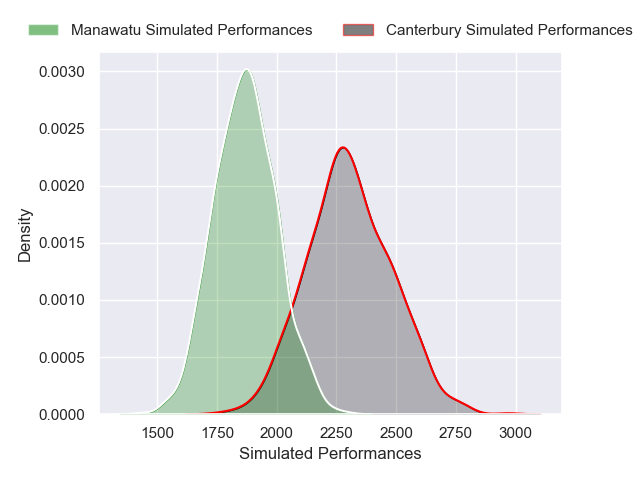 Manawatu Simulated Performances
Canterbury Simulated Performances
0.0030
0.0025
0.0020
0.0015
0.0010
0.0005
0.0000
Density
1500 1750 2000 2250 2500 2750 3000
Simulated Performances